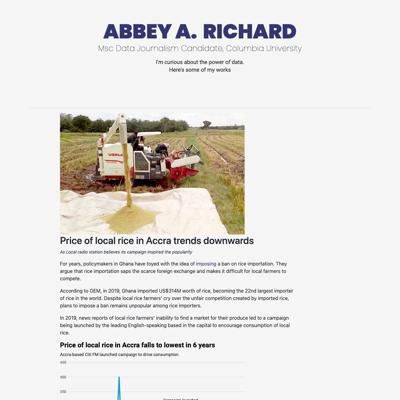 ABBEY A. RICHARD
Msc Data Journalism Candidate, Columbia University
I'm curious about the power of data.
Here's some of my works
Price of local rice in Accra trends downwards
As Local radio station believes its campaign inspired the popularity
For years, policymakers in Ghana have toyed with the idea of imposing a ban on rice importation. They
argue that rice importation saps the scarce foreign exchange and makes it difficult for local farmers to
compete.
According to OEM, in 2019, Ghana imported US$314M worth of rice, becoming the 22nd largest importer
of rice in the world. Despite local rice farmers' cry over the unfair competition created by imported rice,
plans to impose a ban remains unpopular among rice importers.
In 2019, news reports of local rice farmers' inability to find a market for their produce led to a campaign
being launched by the leading English-speaking based in the capital to encourage consumption of local
rice.
Price of local rice in Accra falls to lowest in 6 years
Accra-based Citi FM launched campaign to drive consumption